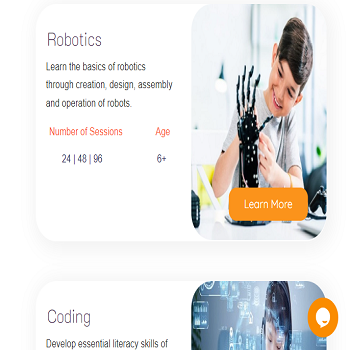 Robotics
Learn the basics of robotics
through creation, design, assembly
and operation of robots.
Number of Sessions Age
24 | 48 | 96 6+
Learn More
Coding
Develop essential literacy skills of